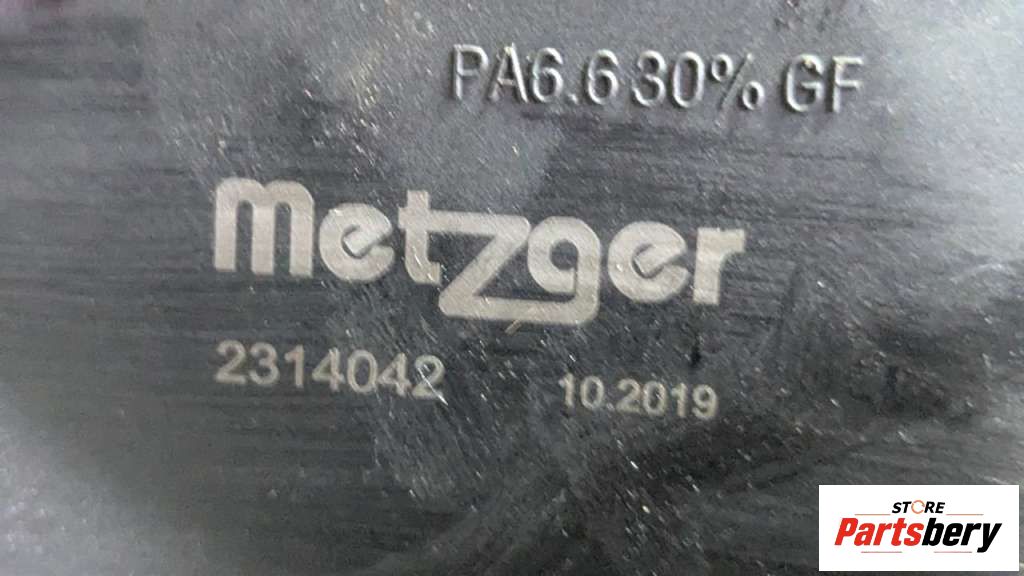 PA6.6 30% GF
metzger
2314042 10.2019
STORE
Partsbery